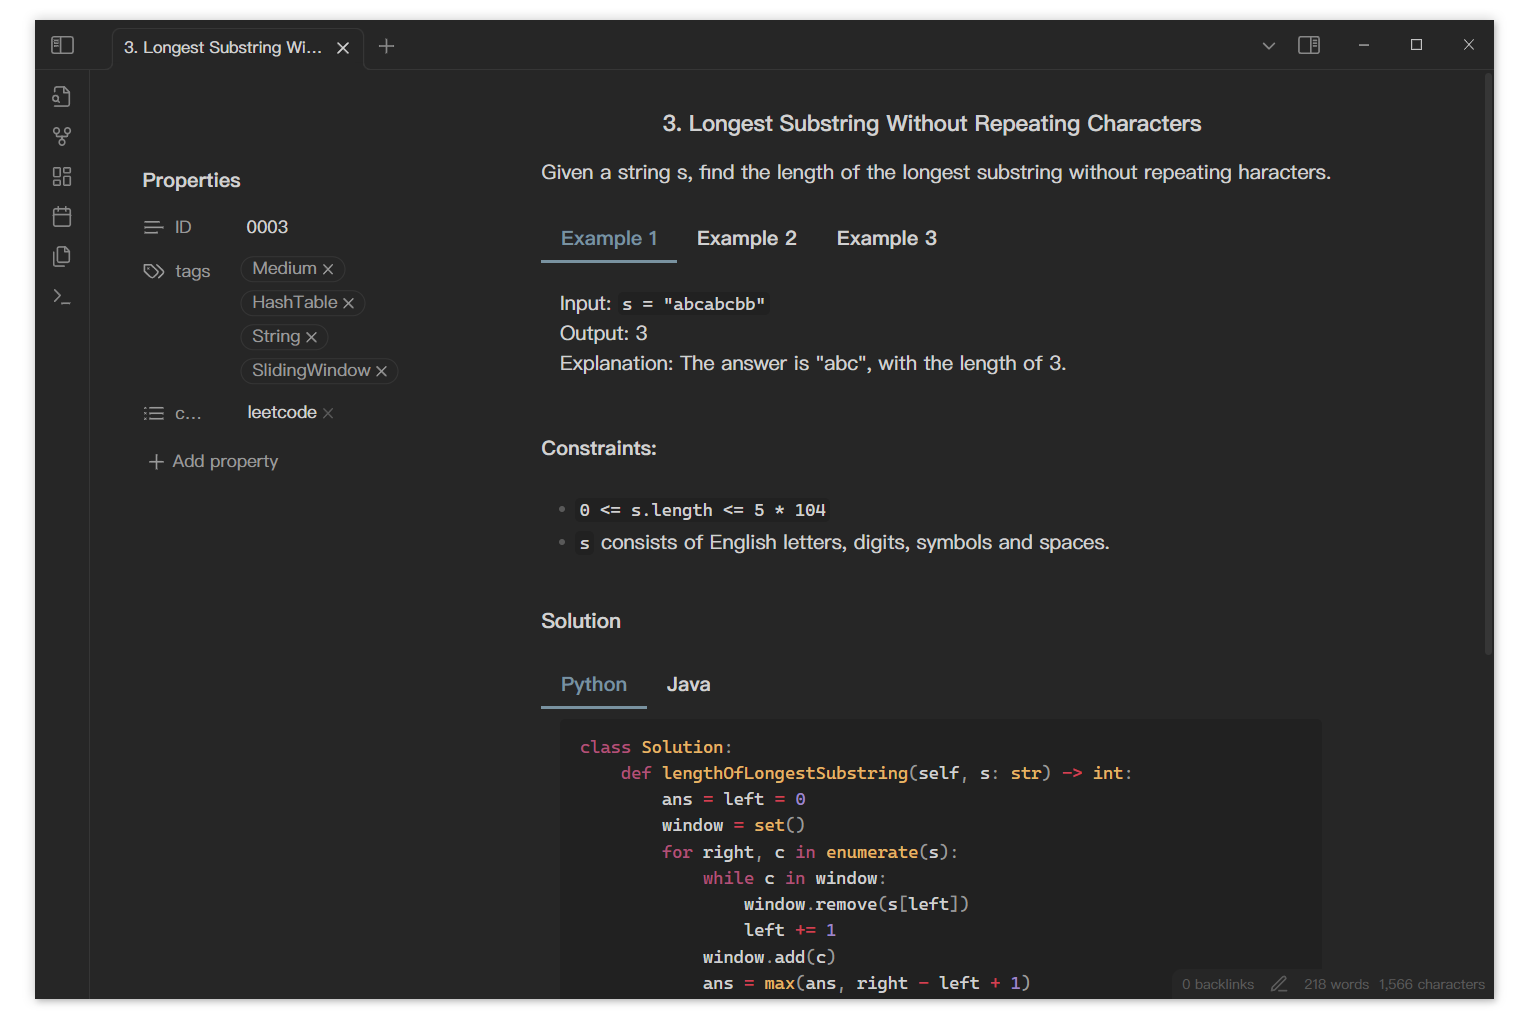 3. Longest Substring Wi...
Properties
ID 0003
tags Medium
HashTable
String
SlidingWindow
c... leetcode
Add property
3. Longest Substring Without Repeating Characters
Given a string s, find the length of the longest substring without repeating haracters.
Example 1 Example 2 Example 3
Input: s = "abcabcbb"
Output: 3
Explanation: The answer is "abc", with the length of 3.
Constraints:
0 <= s.length <= 5 * 104
s consists of English letters, digits, symbols and spaces.
Solution
Python Java
class Solution:
    def lengthOfLongestSubstring(self, s: str) -> int:
        ans = left = 0
        window = set()
        for right, c in enumerate(s):
            while c in window:
                window.remove(s[left])
                left += 1
            window.add(c)
            ans = max(ans, right - left + 1)
0 backlinks 218 words 1,566 characters